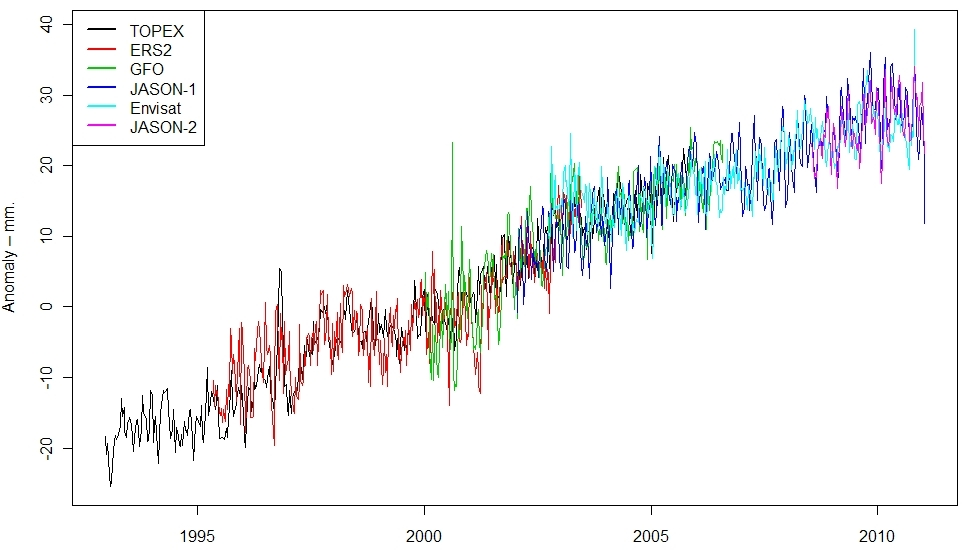 TOPEX
ERS2
GFO
JASON-1
Envisat
JASON-2
Anomaly – mm.
40
30
20
10
0
-10
-20
1995
2000
2005
2010